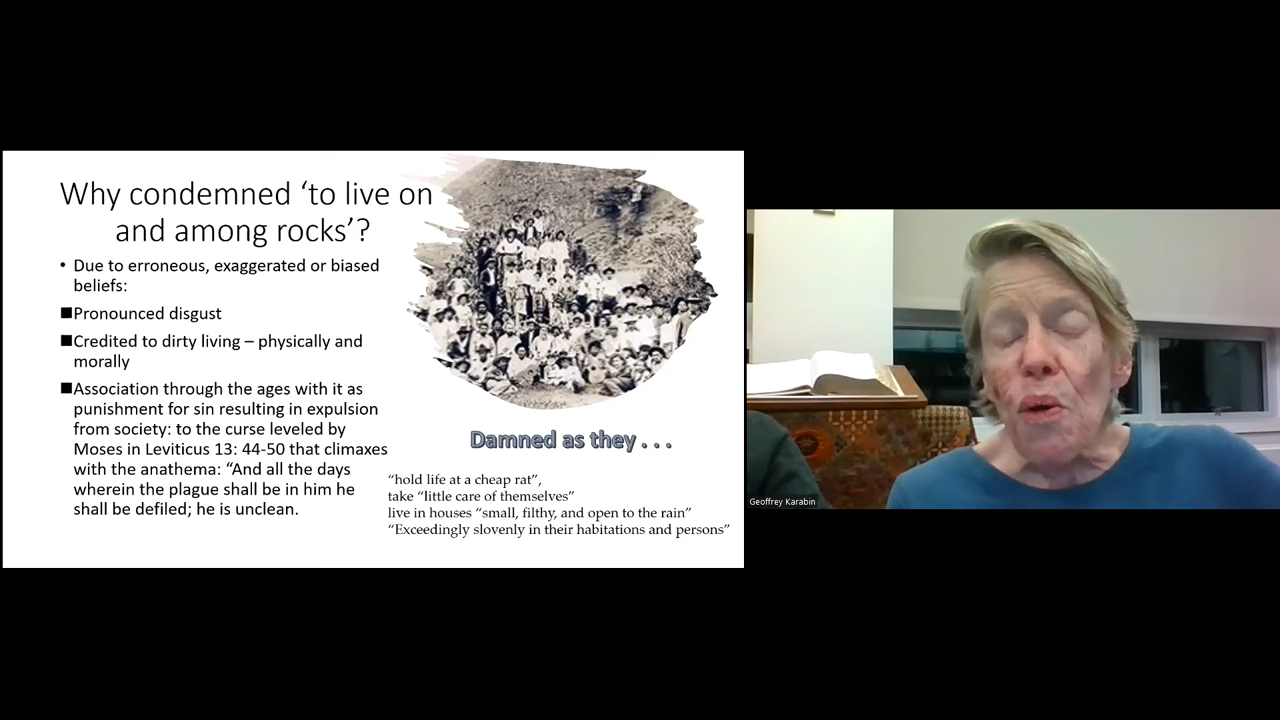 Why condemned ‘to live on
and among rocks’?
• Due to erroneous, exaggerated or biased
beliefs:
■Pronounced disgust
■Credited to dirty living – physically and
morally
■Association through the ages with it as
punishment for sin resulting in expulsion
from society: to the curse leveled by
Moses in Leviticus 13: 44-50 that climaxes
with the anathema: “And all the days
wherein the plague shall be in him he
shall be defiled; he is unclean.
Damned as they . . .
“hold life at a cheap rat”,
take “little care of themselves”
live in houses “small, filthy, and open to the rain”
“Exceedingly slovenly in their habitations and persons”
Geoffrey Karabin